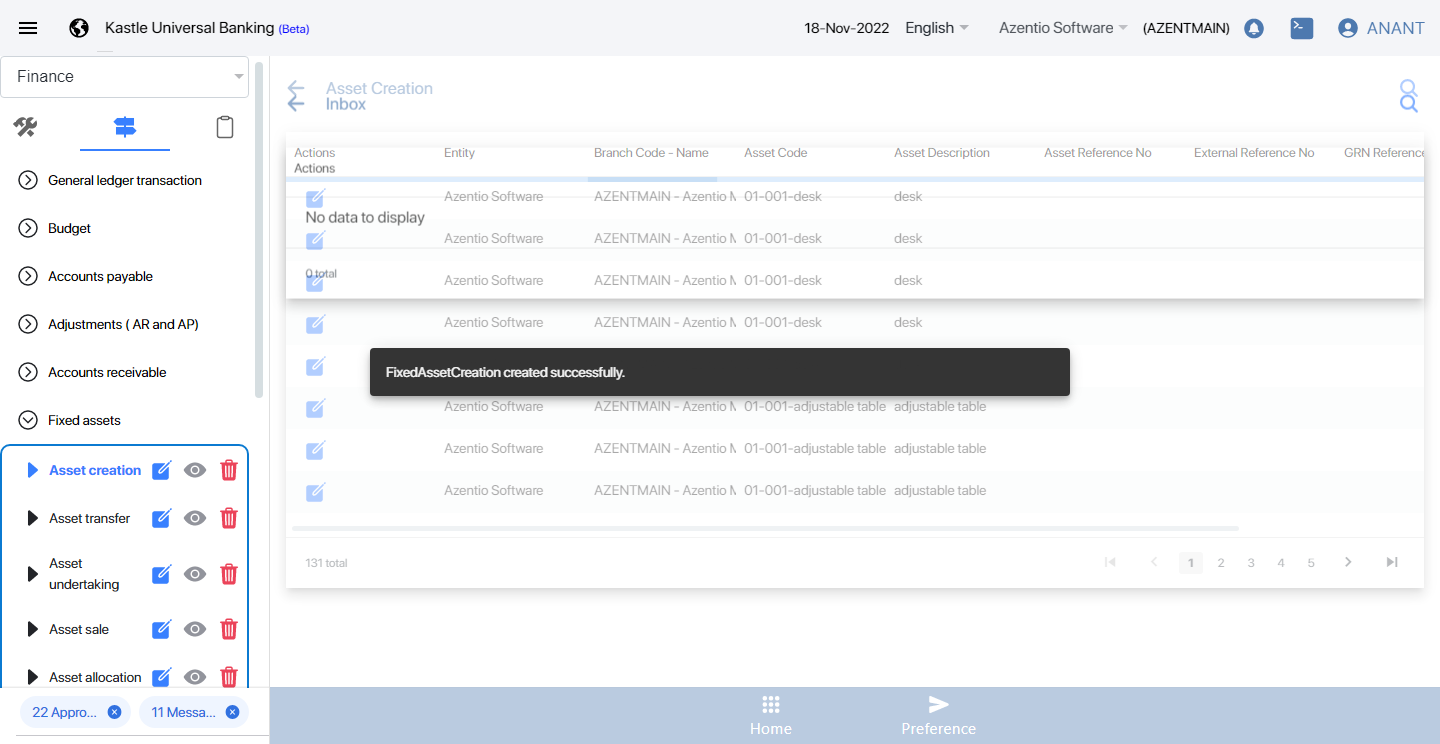 Kastle Universal Banking (Beta)
18-Nov-2022
English
Azentio Software
(AZENTMAIN)
ANANT
Finance
General ledger transaction
Budget
Accounts payable
Adjustments ( AR and AP)
Accounts receivable
Fixed assets
Asset creation
Asset transfer
Asset
undertaking
Asset sale
Asset allocation
22 Appro...
11 Messa...
Asset Creation
Inbox
Actions Entity Branch Code - Name Asset Code Asset Description Asset Reference No External Reference No GRN Reference
Actions
Azentio Software AZENTMAIN - Azentio M 01-001-desk desk
No data to display
Azentio Software AZENTMAIN - Azentio M 01-001-desk desk
0 total
Azentio Software AZENTMAIN - Azentio M 01-001-desk desk
Azentio Software AZENTMAIN - Azentio M 01-001-desk desk
FixedAssetCreation created successfully.
Azentio Software AZENTMAIN - Azentio M 01-001-adjustable table adjustable table
Azentio Software AZENTMAIN - Azentio M 01-001-adjustable table adjustable table
Azentio Software AZENTMAIN - Azentio M 01-001-adjustable table adjustable table
131 total
1 2 3 4 5
Home
Preference